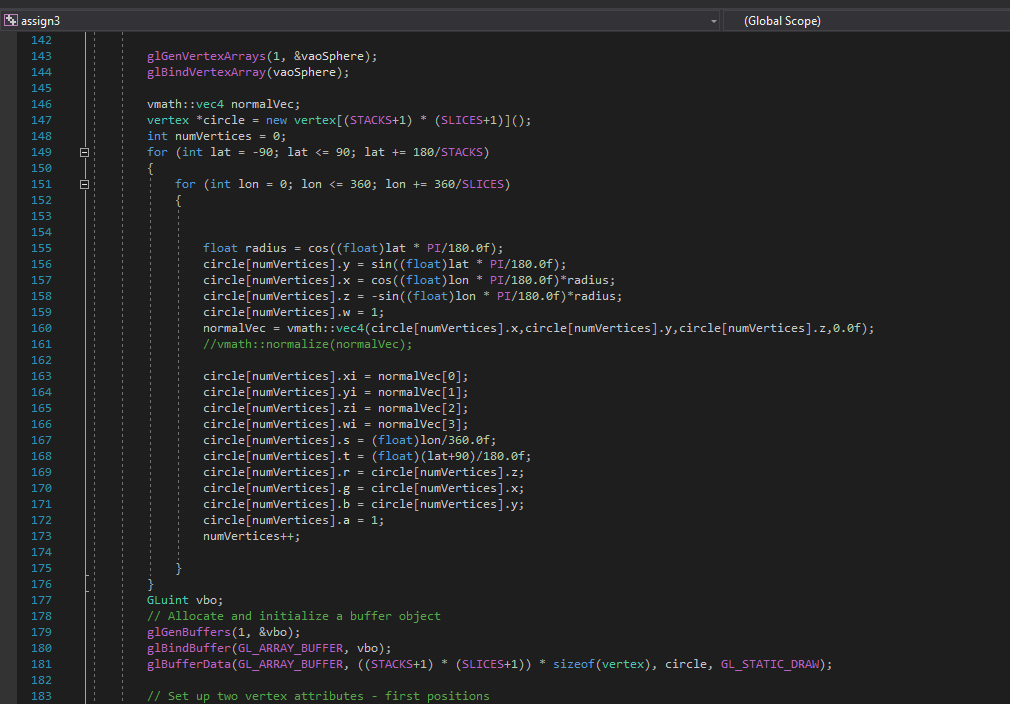 assign3 (Global Scope)
142
143 glGenVertexArrays(1, &vaoSphere);
144 glBindVertexArray(vaoSphere);
145
146 vmath::vec4 normalVec;
147 vertex *circle = new vertex[(STACKS+1) * (SLICES+1)]();
148 int numVertices = 0;
149 for (int lat = -90; lat <= 90; lat += 180/STACKS)
150 {
151 for (int lon = 0; lon <= 360; lon += 360/SLICES)
152 {
153
154
155 float radius = cos((float)lat * PI/180.0f);
156 circle[numVertices].y = sin((float)lat * PI/180.0f);
157 circle[numVertices].x = cos((float)lon * PI/180.0f)*radius;
158 circle[numVertices].z = -sin((float)lon * PI/180.0f)*radius;
159 circle[numVertices].w = 1;
160 normalVec = vmath::vec4(circle[numVertices].x,circle[numVertices].y,circle[numVertices].z,0.0f);
161 //vmath::normalize(normalVec);
162
163 circle[numVertices].xi = normalVec[0];
164 circle[numVertices].yi = normalVec[1];
165 circle[numVertices].zi = normalVec[2];
166 circle[numVertices].wi = normalVec[3];
167 circle[numVertices].s = (float)lon/360.0f;
168 circle[numVertices].t = (float)(lat+90)/180.0f;
169 circle[numVertices].r = circle[numVertices].z;
170 circle[numVertices].g = circle[numVertices].x;
171 circle[numVertices].b = circle[numVertices].y;
172 circle[numVertices].a = 1;
173 numVertices++;
174
175 }
176 }
177 GLuint vbo;
178 // Allocate and initialize a buffer object
179 glGenBuffers(1, &vbo);
180 glBindBuffer(GL_ARRAY_BUFFER, vbo);
181 glBufferData(GL_ARRAY_BUFFER, ((STACKS+1) * (SLICES+1)) * sizeof(vertex), circle, GL_STATIC_DRAW);
182
183 // Set up two vertex attributes - first positions